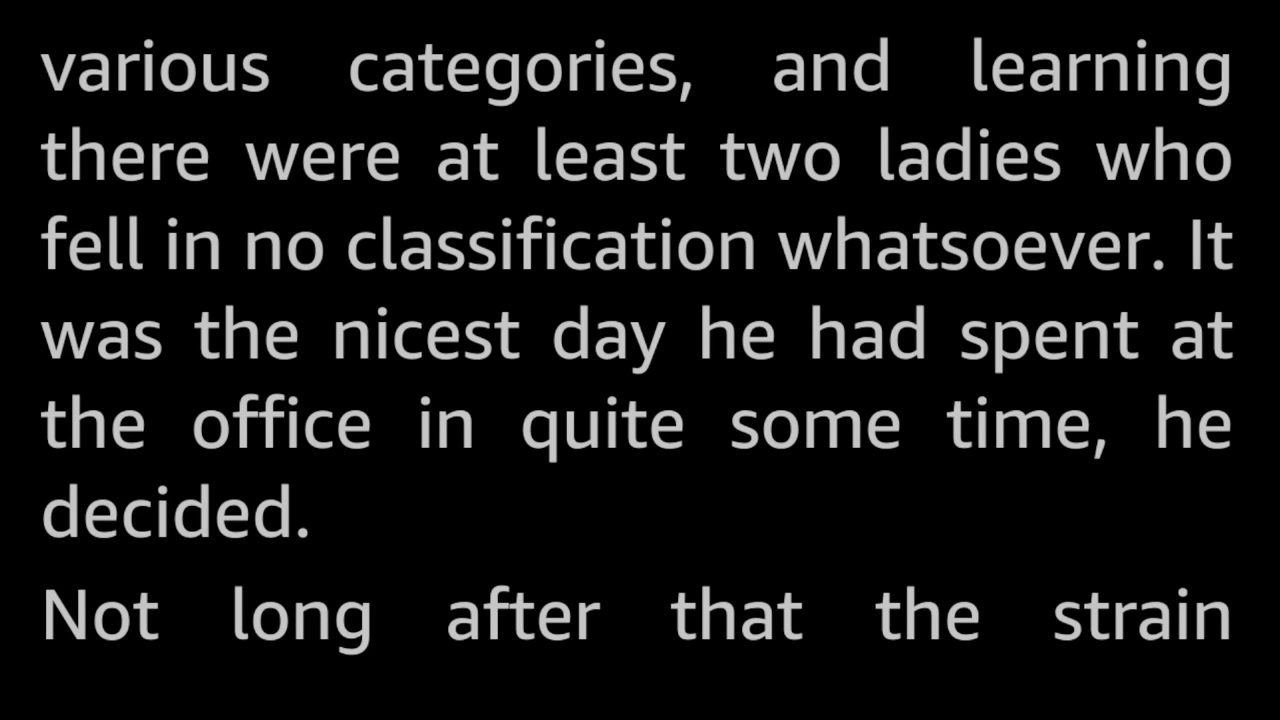 various categories, and learning
there were at least two ladies who
fell in no classification whatsoever. It
was the nicest day he had spent at
the office in quite some time, he
decided.
Not long after that the strain